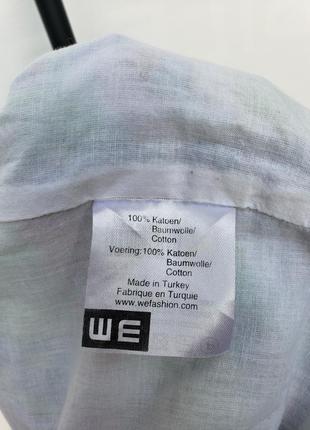 100% Katoen/
Baumwolle/
Cotton
Voering:100% Katoen/
Baumwolle/
Cotton
Made in Turkey
Fabrique en Turquie
www.wefashion.com
WE